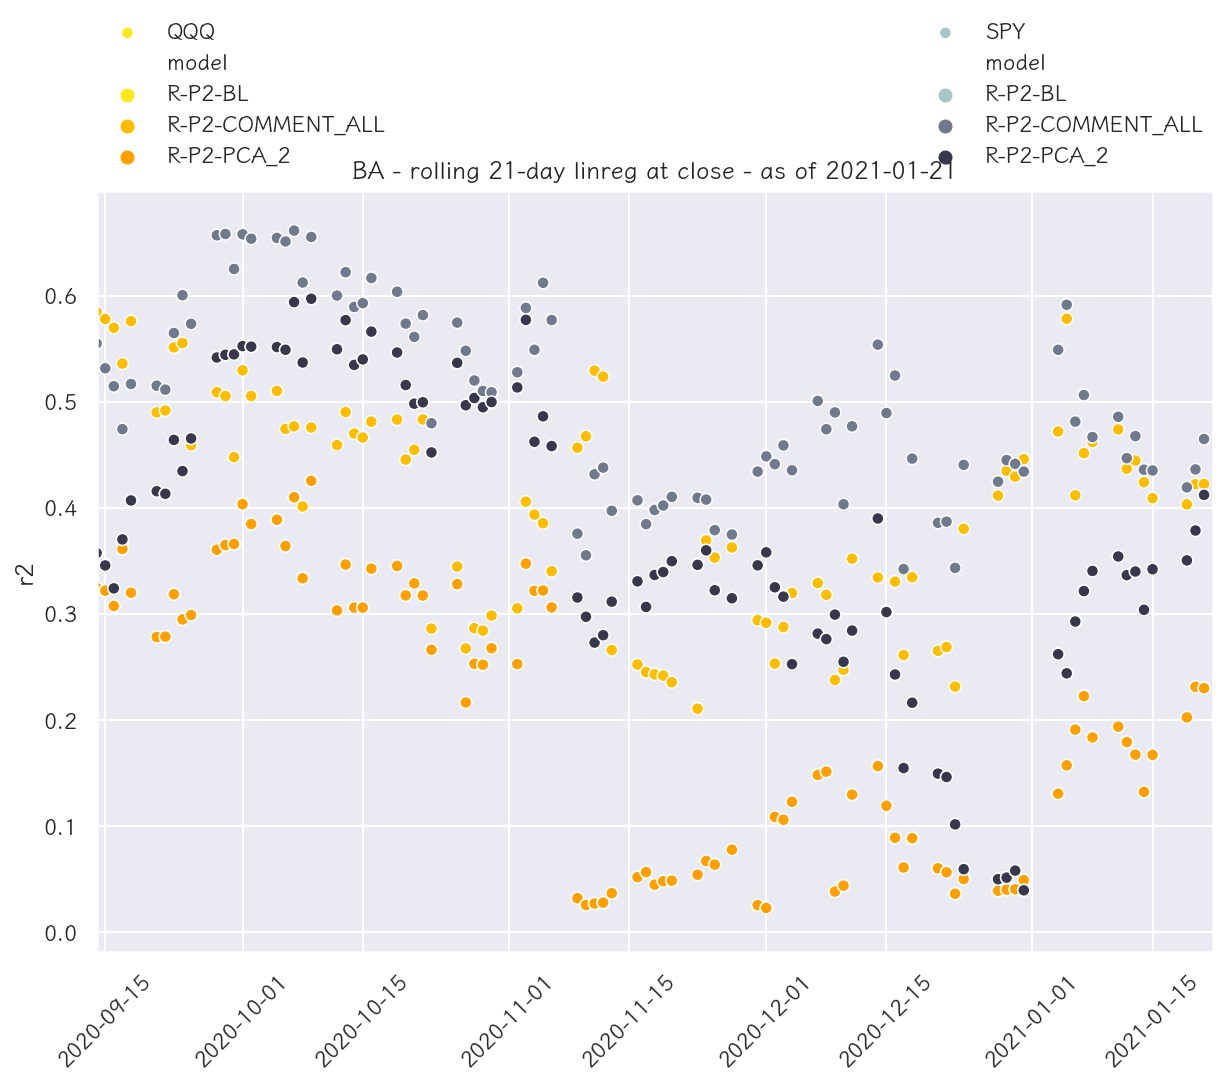 QQQ
model
R-P2-BL
R-P2-COMMENT_ALL
R-P2-PCA_2
SPY
model
R-P2-BL
R-P2-COMMENT_ALL
R-P2-PCA_2
BA - rolling 21-day linreg at close - as of 2021-01-21
r2
0.6
0.5
0.4
0.3
0.2
0.1
0.0
2020-09-15
2020-10-01
2020-10-15
2020-11-01
2020-11-15
2020-12-01
2020-12-15
2021-01-01
2021-01-15